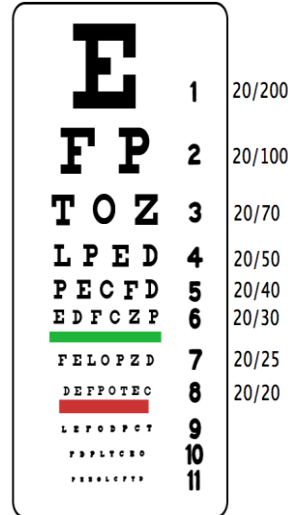 E 1 20/200
F P 2 20/100
T O Z 3 20/70
L P E D 4 20/50
P E C F D 5 20/40
E D F C Z P 6 20/30
F E L O P Z D 7 20/25
D E F P O T E C 8 20/20
L E F O D P C T 9
F D P L T C E O 10
11